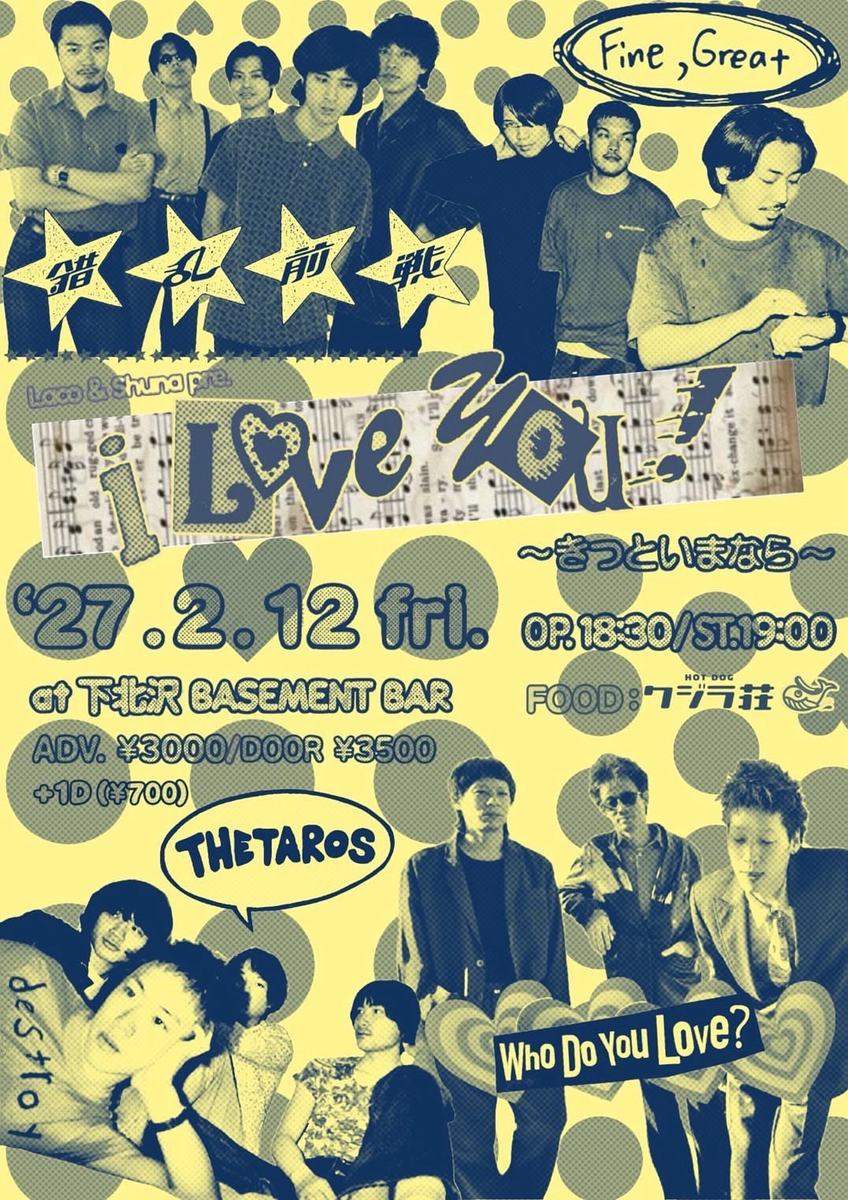 Fine,Great
錯乱前戦
Loco & Shuna pre.
i LOVE YOU!
～きっといまなら～
'27.2.12 fri.
OP.18:30/ST.19:00
at 下北沢 BASEMENT BAR
FOOD:
HOT DOG
クジラ荘
ADV. ¥3000/DOOR ¥3500
+1D (¥700)
THETAROS
destroy
Who Do You Love?